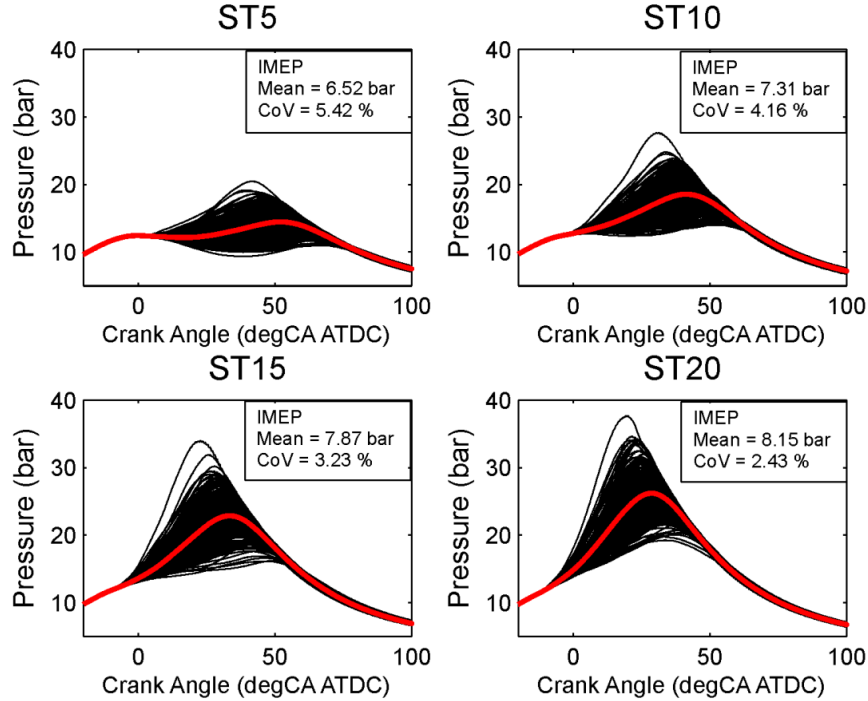 ST5
40
30
20
10
Pressure (bar)
IMEP
Mean = 6.52 bar
CoV = 5.42 %
0
50
100
Crank Angle (degCA ATDC)
ST10
40
30
20
10
Pressure (bar)
IMEP
Mean = 7.31 bar
CoV = 4.16 %
0
50
100
Crank Angle (degCA ATDC)
ST15
40
30
20
10
Pressure (bar)
IMEP
Mean = 7.87 bar
CoV = 3.23 %
0
50
100
Crank Angle (degCA ATDC)
ST20
40
30
20
10
Pressure (bar)
IMEP
Mean = 8.15 bar
CoV = 2.43 %
0
50
100
Crank Angle (degCA ATDC)